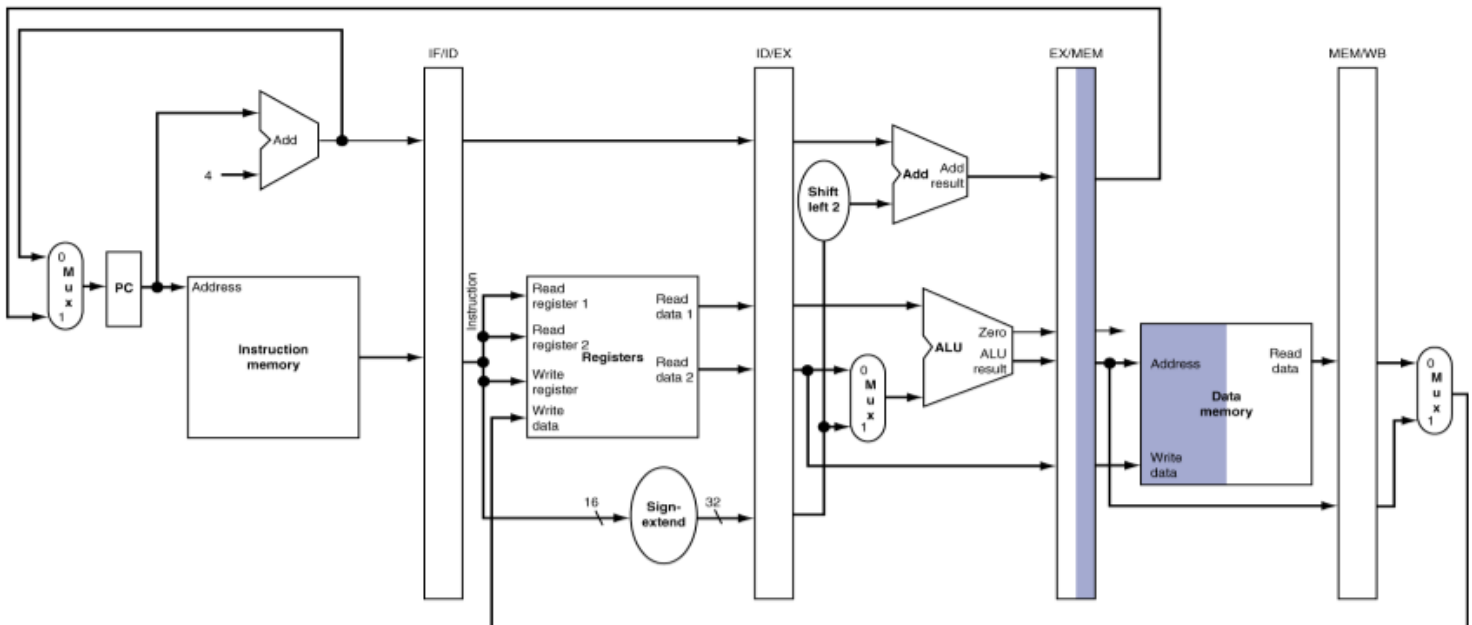 IF/ID
ID/EX
EX/MEM
MEM/WB
Add
4
Shift
left 2
Add
Add
result
0
M
u
x
1
PC
Address
Instruction
memory
Instruction
Read
register 1
Read
register 2
Registers
Write
register
Write
data
Read
data 1
Read
data 2
0
M
u
x
1
ALU
Zero
ALU
result
Address
Read
data
Data
memory
Write
data
0
M
u
x
1
16
Sign-
extend
32